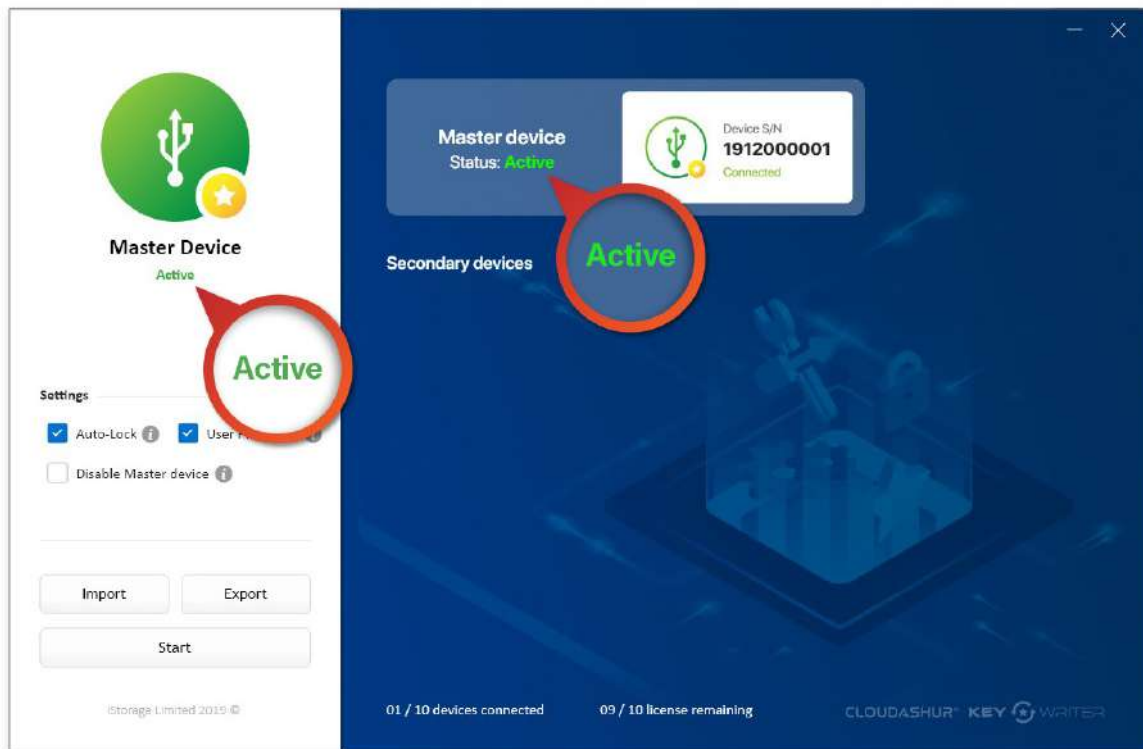 Master Device
Active
Active
Settings
Auto-Lock
User
Disable Master device
Import
Export
Start
iStorage Limited 2019 ©
Master device
Status: Active
Device S/N
1912000001
Connected
Active
Secondary devices
01 / 10 devices connected
09 / 10 license remaining
CLOUDASHUR™ KEY WRITER